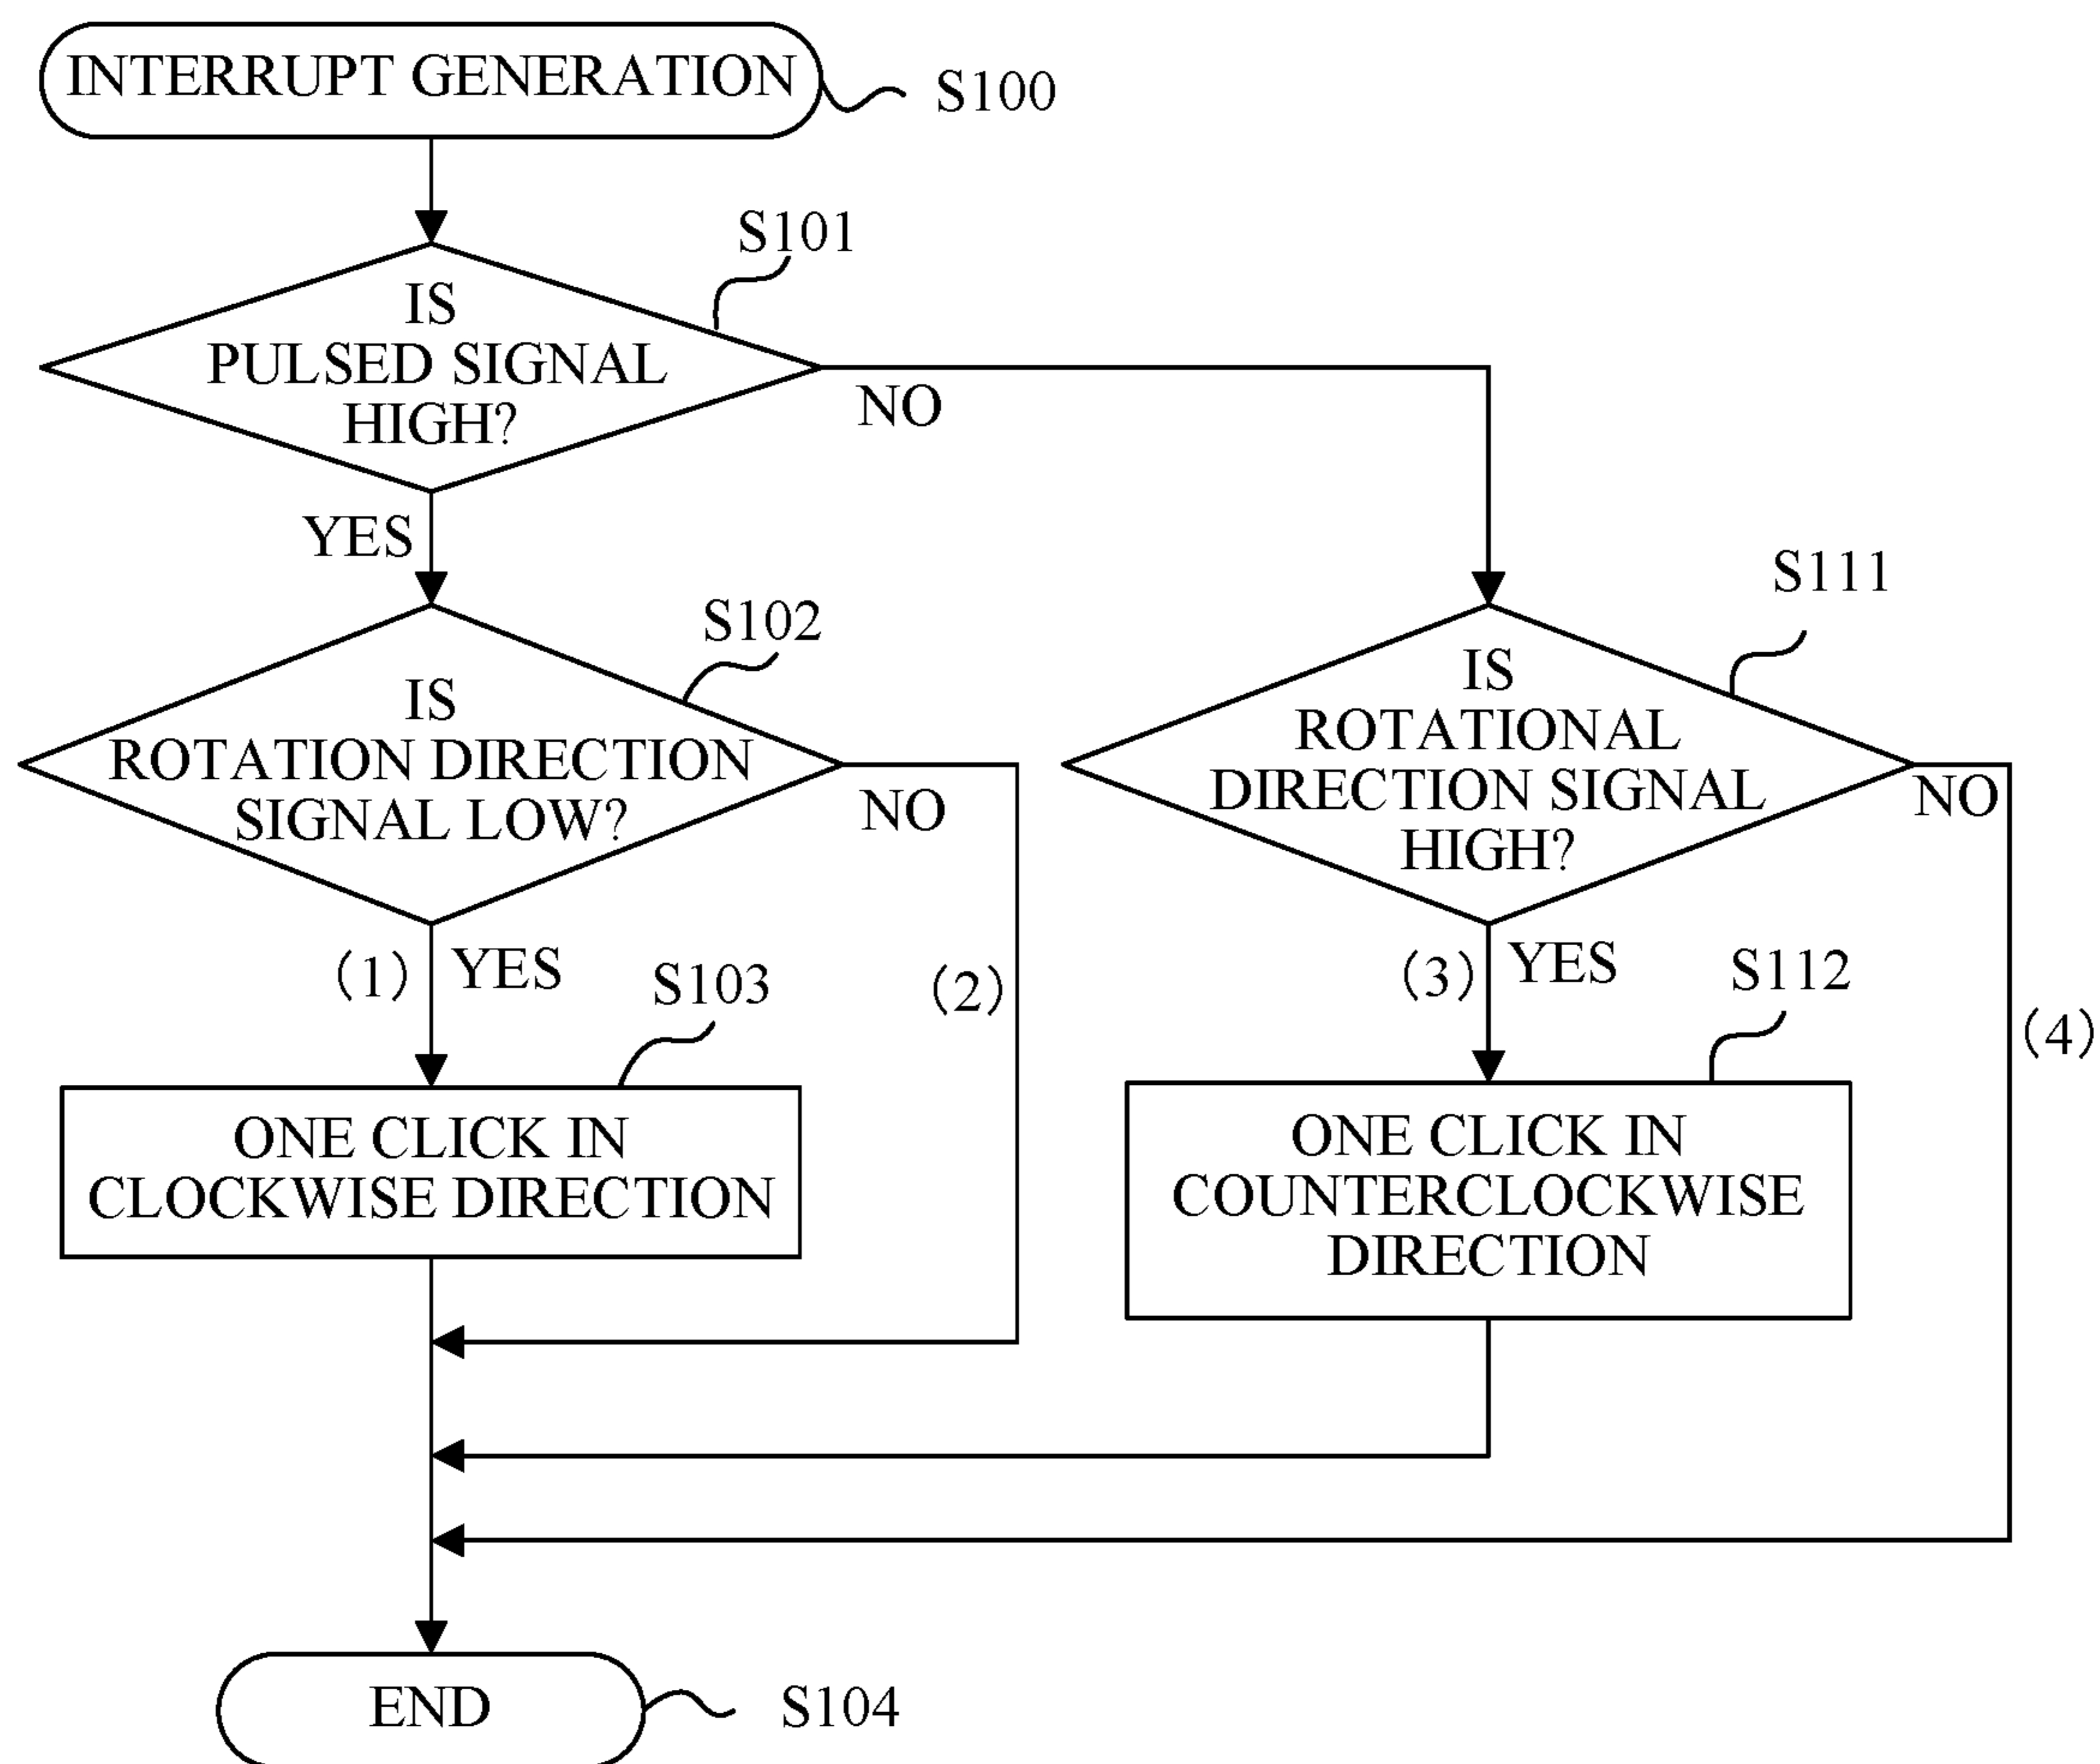 INTERRUPT GENERATION
S100
S101
IS
PULSED SIGNAL
HIGH?
NO
YES
S102
IS
ROTATION DIRECTION
SIGNAL LOW?
NO
S111
IS
ROTATIONAL
DIRECTION SIGNAL
HIGH?
NO
(1)
YES
S103
(2)
(3)
YES
S112
(4)
ONE CLICK IN
CLOCKWISE DIRECTION
ONE CLICK IN
COUNTERCLOCKWISE
DIRECTION
END
S104